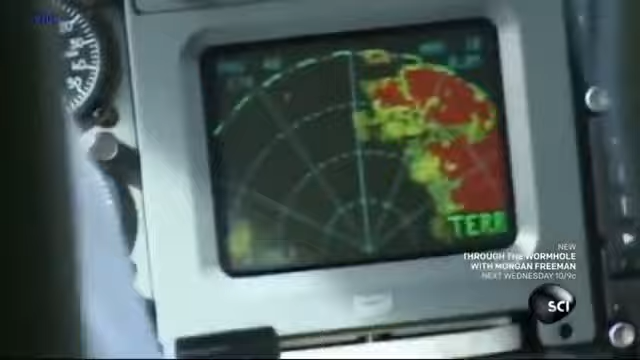 TERR
NEW
THROUGH THE WORMHOLE
WITH MORGAN FREEMAN
NEXT WEDNESDAY 10/9c
SCI